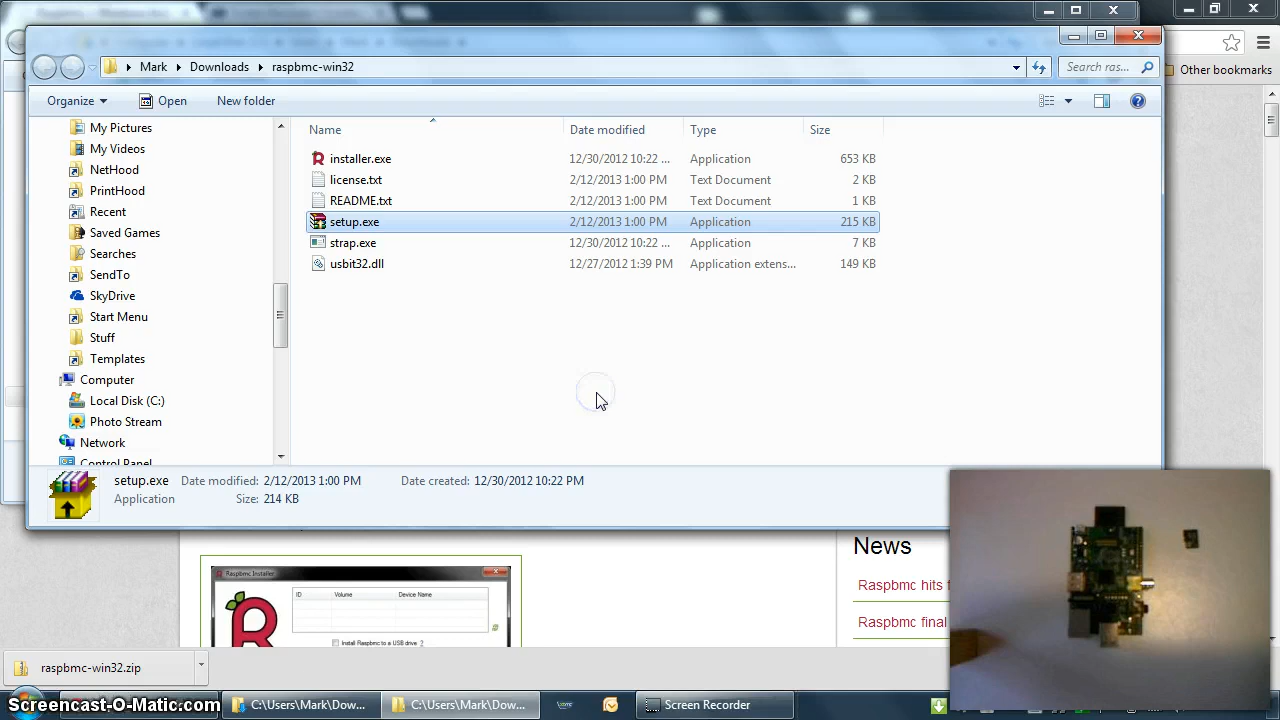 Mark Downloads raspbmc-win32
Search ras...
Other bookmarks
Organize Open New folder
My Pictures
My Videos
NetHood
PrintHood
Recent
Saved Games
Searches
SendTo
SkyDrive
Start Menu
Stuff
Templates
Computer
Local Disk (C:)
Photo Stream
Network
Control Panel
Name Date modified Type Size
installer.exe 12/30/2012 10:22 ... Application 653 KB
license.txt 2/12/2013 1:00 PM Text Document 2 KB
README.txt 2/12/2013 1:00 PM Text Document 1 KB
setup.exe 2/12/2013 1:00 PM Application 215 KB
strap.exe 12/30/2012 10:22 ... Application 7 KB
usbit32.dll 12/27/2012 1:39 PM Application extens... 149 KB
setup.exe Date modified: 2/12/2013 1:00 PM Date created: 12/30/2012 10:22 PM
Application Size: 214 KB
News
Raspbmc hits f
Raspbmc final
Raspbmc Installer
ID Volume Device Name
Install Raspbmc to a USB drive ?
raspbmc-win32.zip
C:\Users\Mark\Dow...
C:\Users\Mark\Dow...
Screen Recorder
Screencast-O-Matic.com